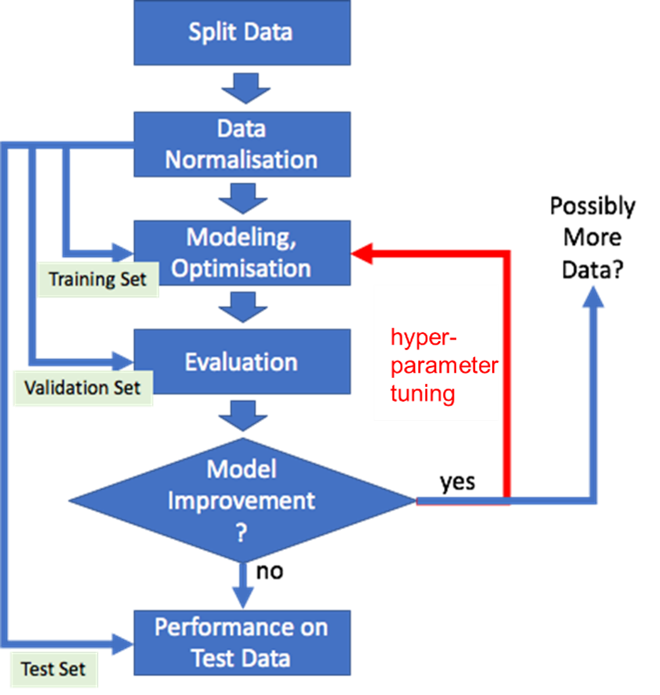 Split Data
Data
Normalisation
Possibly
More
Data?
Modeling,
Optimisation
Training Set
hyper-
parameter
tuning
Evaluation
Validation Set
Model
Improvement
?
yes
no
Performance on
Test Data
Test Set